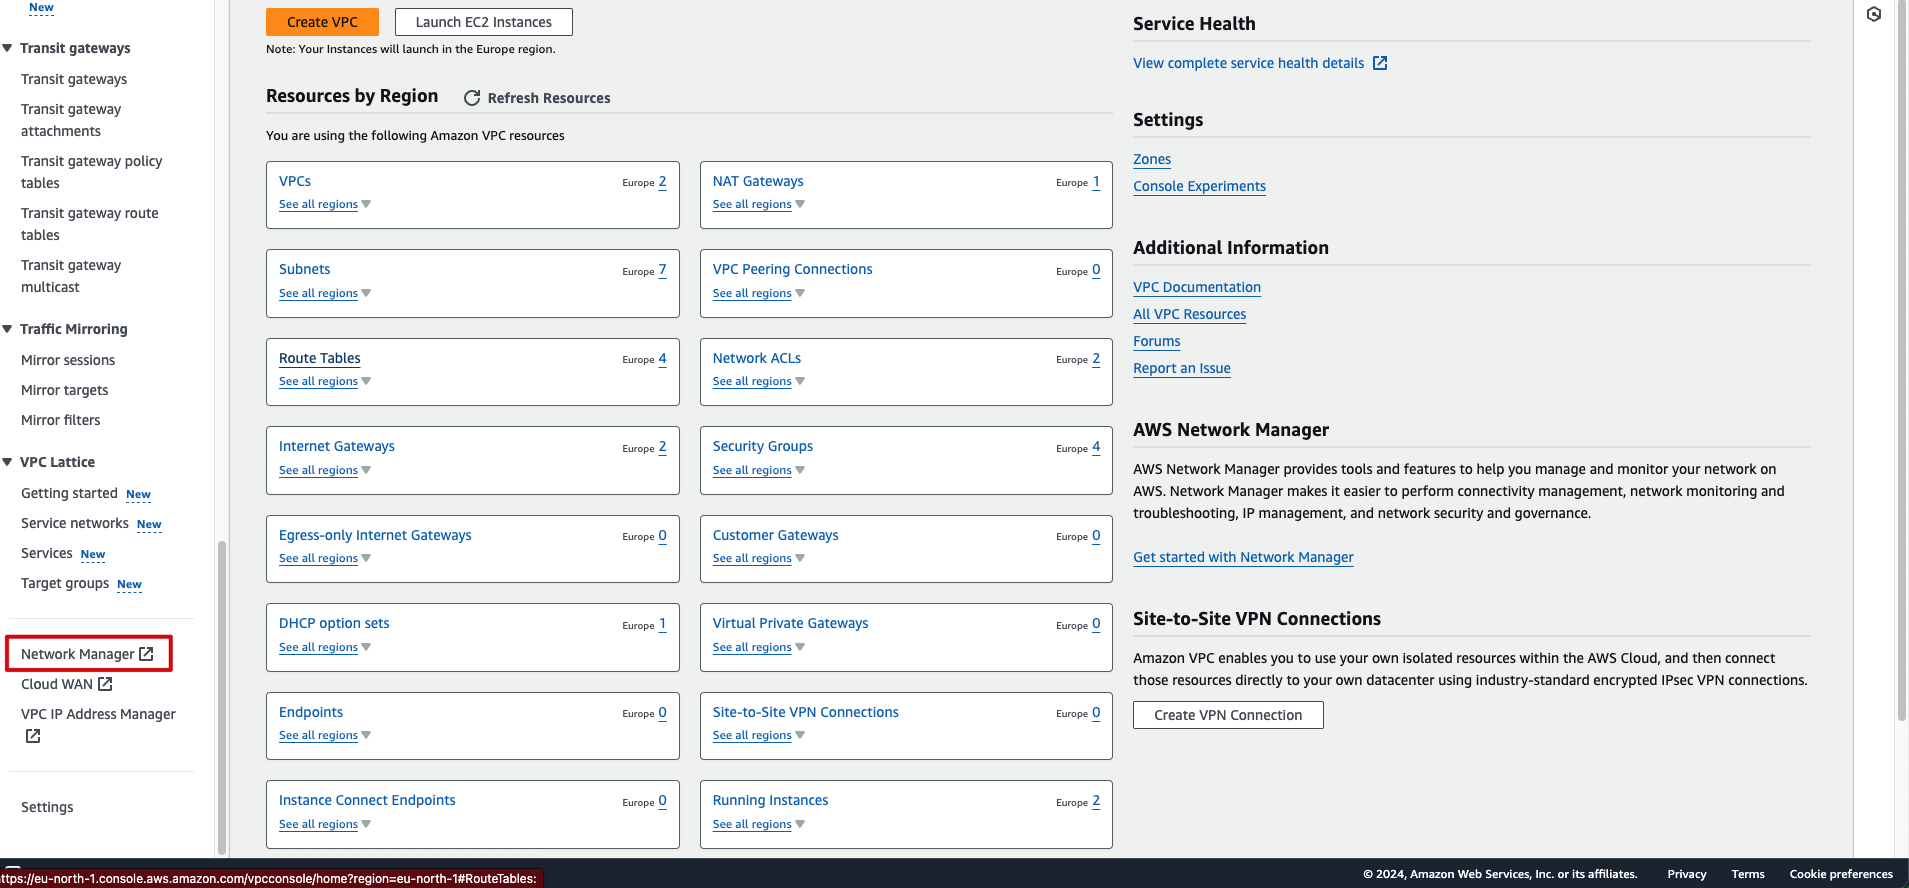 New
Transit gateways
Transit gateways
Transit gateway
attachments
Transit gateway policy
tables
Transit gateway route
tables
Transit gateway
multicast
Traffic Mirroring
Mirror sessions
Mirror targets
Mirror filters
VPC Lattice
Getting started New
Service networks New
Services New
Target groups New
Network Manager
Cloud WAN
VPC IP Address Manager
Settings
Create VPC
Launch EC2 Instances
Note: Your Instances will launch in the Europe region.
Resources by Region
Refresh Resources
You are using the following Amazon VPC resources
VPCs Europe 2
See all regions
NAT Gateways Europe 1
See all regions
Subnets Europe 7
See all regions
VPC Peering Connections Europe 0
See all regions
Route Tables Europe 4
See all regions
Network ACLs Europe 2
See all regions
Internet Gateways Europe 2
See all regions
Security Groups Europe 4
See all regions
Egress-only Internet Gateways Europe 0
See all regions
Customer Gateways Europe 0
See all regions
DHCP option sets Europe 1
See all regions
Virtual Private Gateways Europe 0
See all regions
Endpoints Europe 0
See all regions
Site-to-Site VPN Connections Europe 0
See all regions
Instance Connect Endpoints Europe 0
See all regions
Running Instances Europe 2
See all regions
Service Health
View complete service health details
Settings
Zones
Console Experiments
Additional Information
VPC Documentation
All VPC Resources
Forums
Report an Issue
AWS Network Manager
AWS Network Manager provides tools and features to help you manage and monitor your network on
AWS. Network Manager makes it easier to perform connectivity management, network monitoring and
troubleshooting, IP management, and network security and governance.
Get started with Network Manager
Site-to-Site VPN Connections
Amazon VPC enables you to use your own isolated resources within the AWS Cloud, and then connect
those resources directly to your own datacenter using industry-standard encrypted IPsec VPN connections.
Create VPN Connection
ttps://eu-north-1.console.aws.amazon.com/vpcconsole/home?region=eu-north-1#RouteTables:
© 2024, Amazon Web Services, Inc. or its affiliates.
Privacy
Terms
Cookie preferences